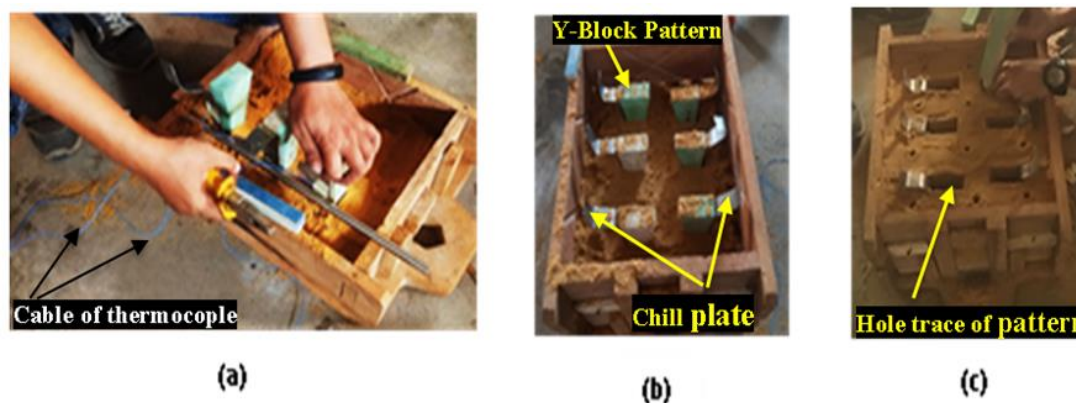 Y-Block Pattern
Cable of thermocople
Chill plate
Hole trace of pattern
(a)
(b)
(c)